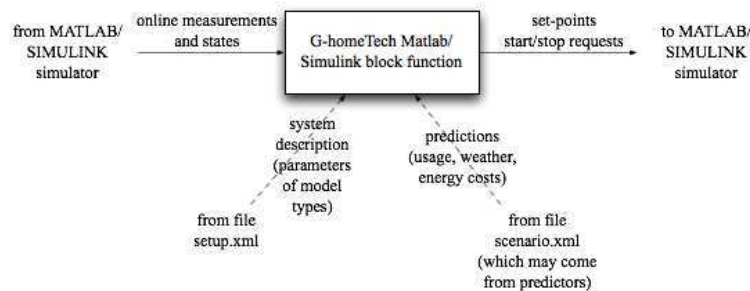 from MATLAB/
SIMULINK
simulator
online measurements
and states
G-homeTech Matlab/
Simulink block function
set-points
start/stop requests
to MATLAB/
SIMULINK
simulator
system
description
(parameters
of model
types)
predictions
(usage, weather,
energy costs)
from file
setup.xml
from file
scenario.xml
(which may come
from predictors)